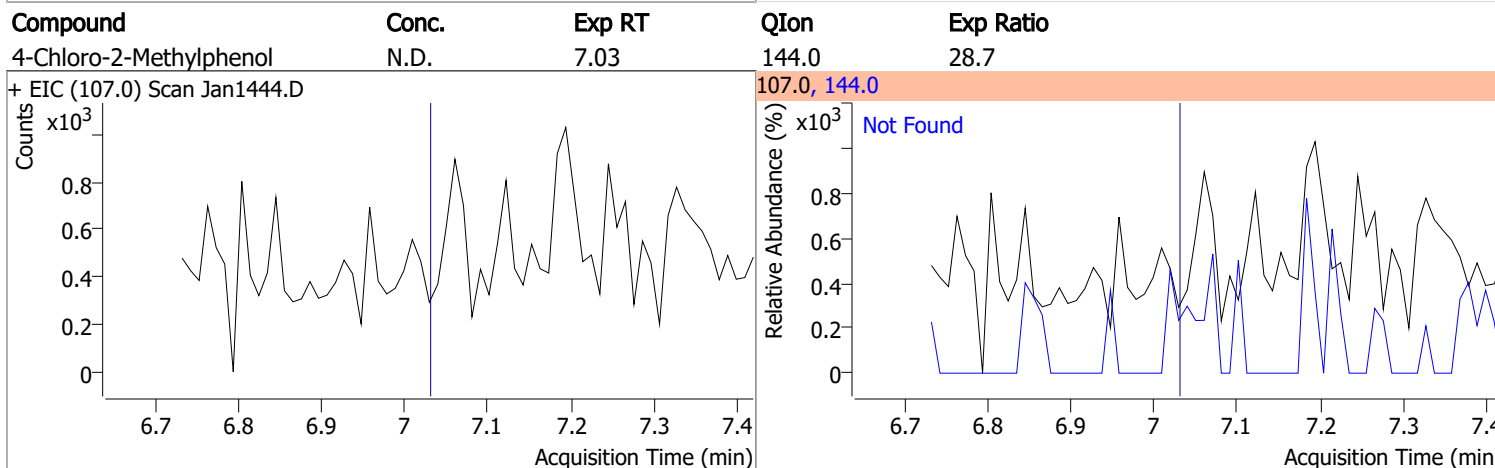 Compound Conc. Exp RT QIon Exp Ratio
4-Chloro-2-Methylphenol N.D. 7.03 144.0 28.7
+ EIC (107.0) Scan Jan1444.D
Counts
x10³
0.8
0.6
0.4
0.2
0
6.7 6.8 6.9 7 7.1 7.2 7.3 7.4
Acquisition Time (min)
107.0, 144.0
Relative Abundance (%)
x10³
Not Found
0.8
0.6
0.4
0.2
0
6.7 6.8 6.9 7 7.1 7.2 7.3 7.4
Acquisition Time (min